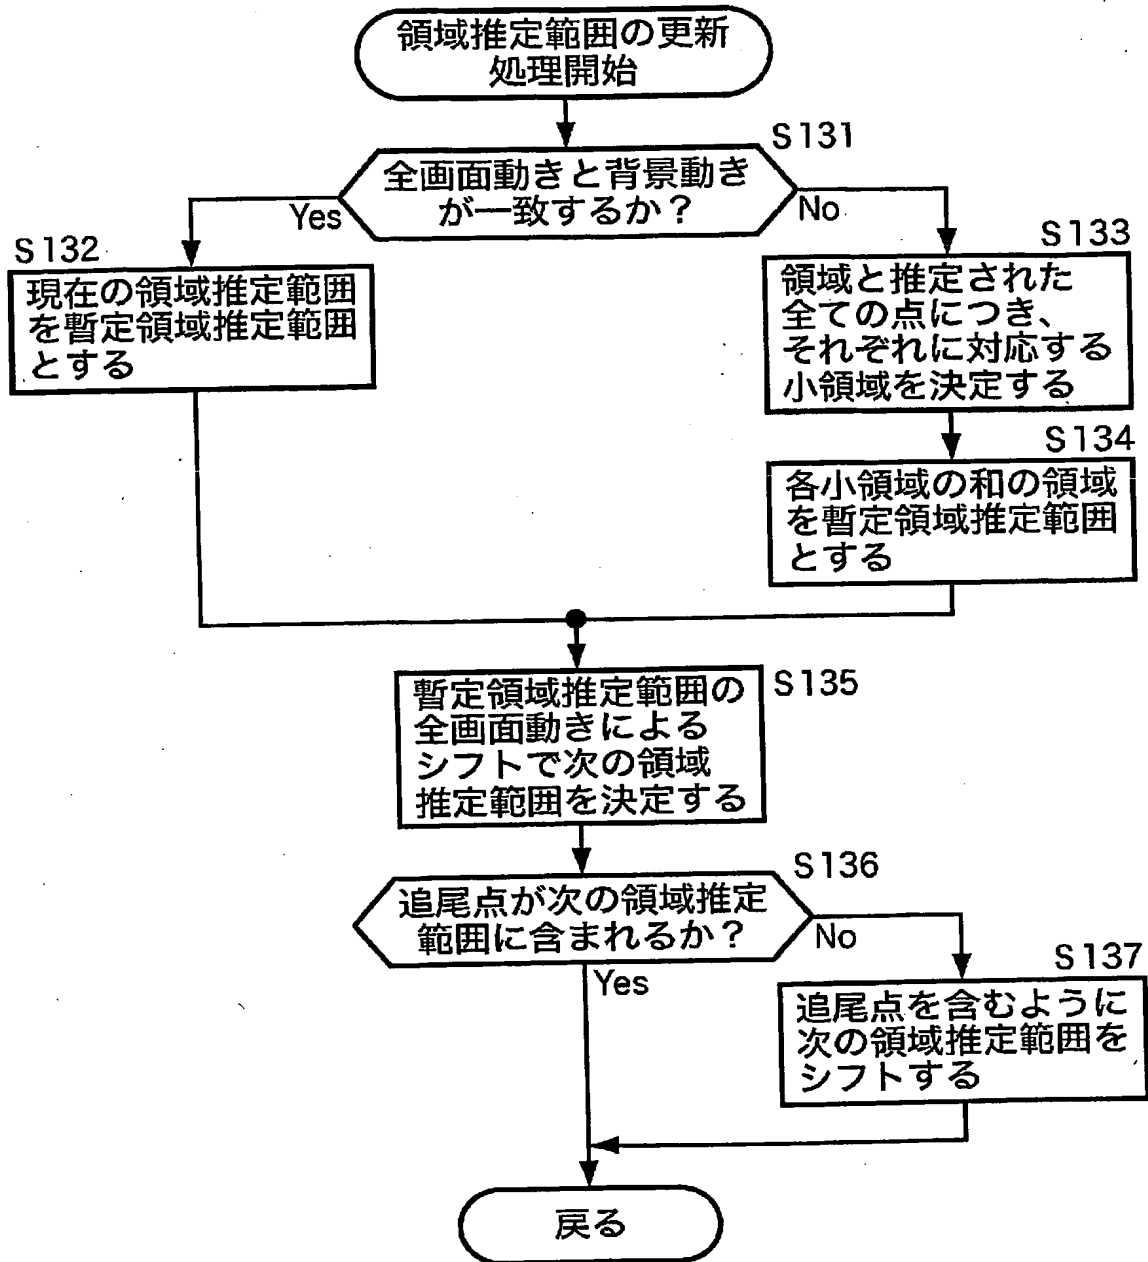 領域推定範囲の更新
処理開始
S131
全画面動きと背景動き
が一致するか?
Yes
No
S132
現在の領域推定範囲
を暫定領域推定範囲
とする
S133
領域と推定された
全ての点につき、
それぞれに対応する
小領域を決定する
S134
各小領域の和の領域
を暫定領域推定範囲
とする
S135
暫定領域推定範囲の
全画面動きによる
シフトで次の領域
推定範囲を決定する
S136
追尾点が次の領域推定
範囲に含まれるか?
No
Yes
S137
追尾点を含むように
次の領域推定範囲を
シフトする
戻る